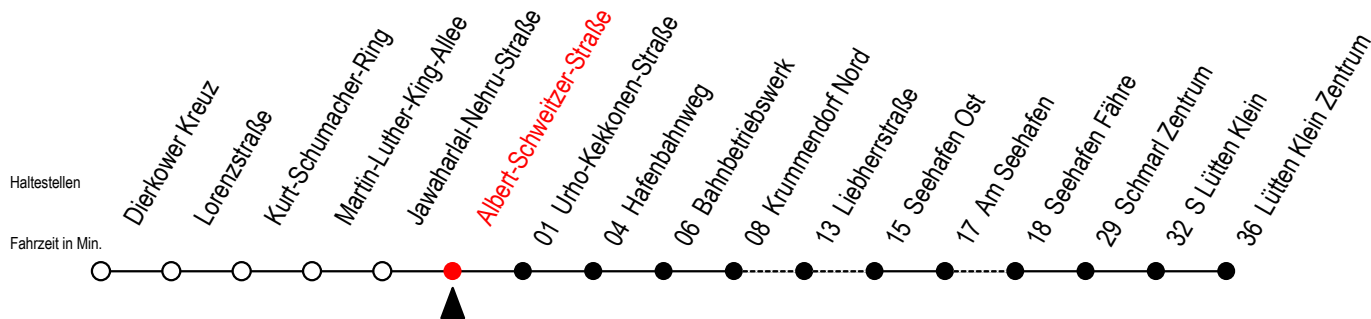 Haltestellen
Fahrzeit in Min.
Dierkower Kreuz
Lorenzstraße
Kurt-Schumacher-Ring
Martin-Luther-King-Allee
Jawaharlal-Nehru-Straße
Albert-Schweitzer-Straße
01 Urho-Kekkonen-Straße
04 Hafenbahnweg
06 Bahnbetriebswerk
08 Krummendorf Nord
13 Liebherrstraße
15 Seehafen Ost
17 Am Seehafen
18 Seehafen Fähre
29 Schmarl Zentrum
32 S Lütten Klein
36 Lütten Klein Zentrum